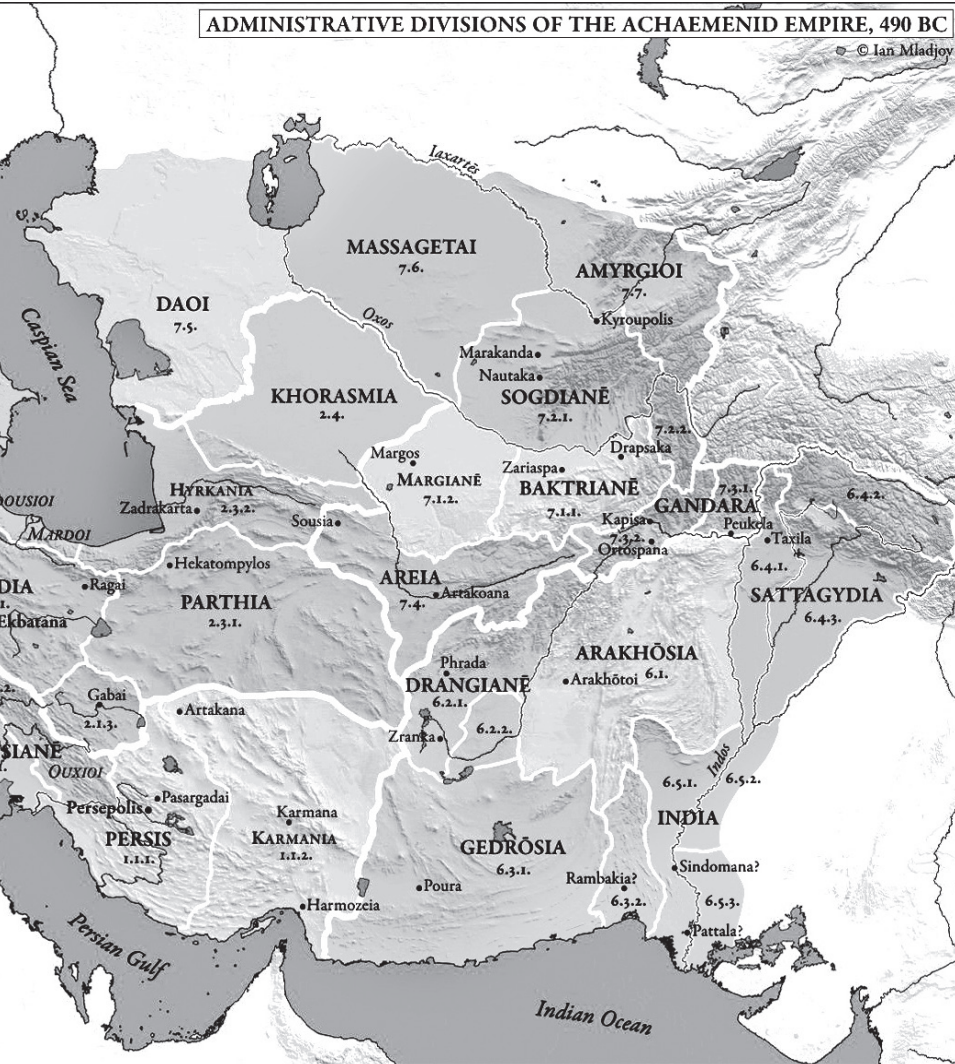 ADMINISTRATIVE DIVISIONS OF THE ACHAEMENID EMPIRE, 490 BC
© Ian Mladjov
Iaxartēs
MASSAGETAI
7.6.
AMYRGIOI
7.7.
DAOI
7.5.
Oxos
Kyroupolis
Caspian Sea
Marakanda
Nautaka
KHORASMIA
2.4.
SOGDIANĒ
7.2.1.
7.2.2.
Drapsaka
Margos
Zariaspa
MARGIANĒ
7.1.2.
BAKTRIANĒ
7.1.1.
HYRKANIA
2.3.2.
Zadrakarta
Sousia
GANDARA
7.3.1.
6.4.2.
Kapisa
Peukela
7.3.2.
Ortospana
Taxila
OUSIOI
MARDOI
Hekatompylos
6.4.1.
AREIA
7.4.
Artakoana
DIA
1.
Ragai
Ekbatana
PARTHIA
2.3.1.
SATTAGYDIA
6.4.3.
ARAKHŌSIA
6.1.
Phrada
Arakhōtoi
DRANGIANĒ
6.2.1.
.2.
Gabai
2.1.3.
Artakana
6.2.2.
Zranka
SIANĒ
OUXIOI
Indos
6.5.1.
6.5.2.
Pasargadai
Persepolis
PERSIS
1.1.1.
Karmana
KARMANIA
1.1.2.
INDIA
GEDRŌSIA
6.3.1.
Sindomana?
Poura
Rambakia?
6.3.2.
6.5.3.
Harmozeia
Pattala?
Persian Gulf
Indian Ocean